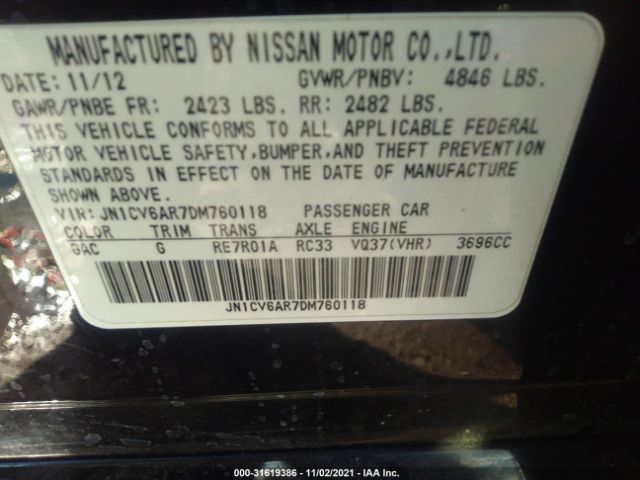 MANUFACTURED BY NISSAN MOTOR CO.,LTD.
DATE: 11/12 GVWR/PNBV: 4846 LBS.
GAWR/PNBE FR: 2423 LBS. RR: 2482 LBS.
THIS VEHICLE CONFORMS TO ALL APPLICABLE FEDERAL
MOTOR VEHICLE SAFETY,BUMPER,AND THEFT PREVENTION
STANDARDS IN EFFECT ON THE DATE OF MANUFACTURE
SHOWN ABOVE.
VIN: JN1CV6AR7DM760118 PASSENGER CAR
COLOR TRIM TRANS AXLE ENGINE
GAC G RE7R01A RC33 VQ37(VHR) 3696CC
JN1CV6AR7DM760118
000-31619386 - 11/02/2021 - IAA Inc.